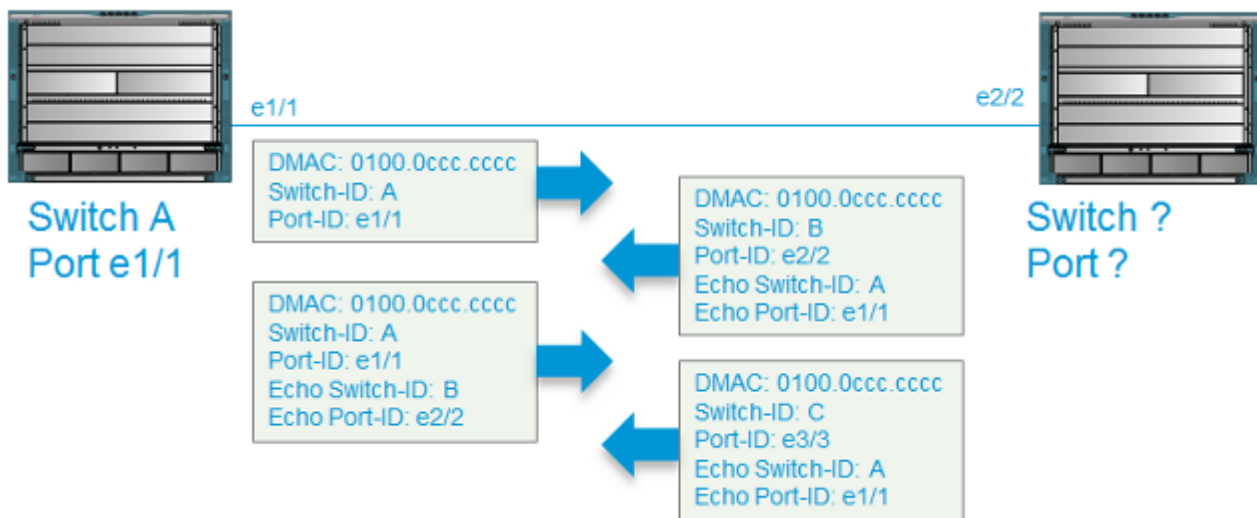 e1/1
e2/2
DMAC: 0100.0ccc.cccc
Switch-ID: A
Port-ID: e1/1
Switch A
Port e1/1
DMAC: 0100.0ccc.cccc
Switch-ID: B
Port-ID: e2/2
Echo Switch-ID: A
Echo Port-ID: e1/1
Switch ?
Port ?
DMAC: 0100.0ccc.cccc
Switch-ID: A
Port-ID: e1/1
Echo Switch-ID: B
Echo Port-ID: e2/2
DMAC: 0100.0ccc.cccc
Switch-ID: C
Port-ID: e3/3
Echo Switch-ID: A
Echo Port-ID: e1/1